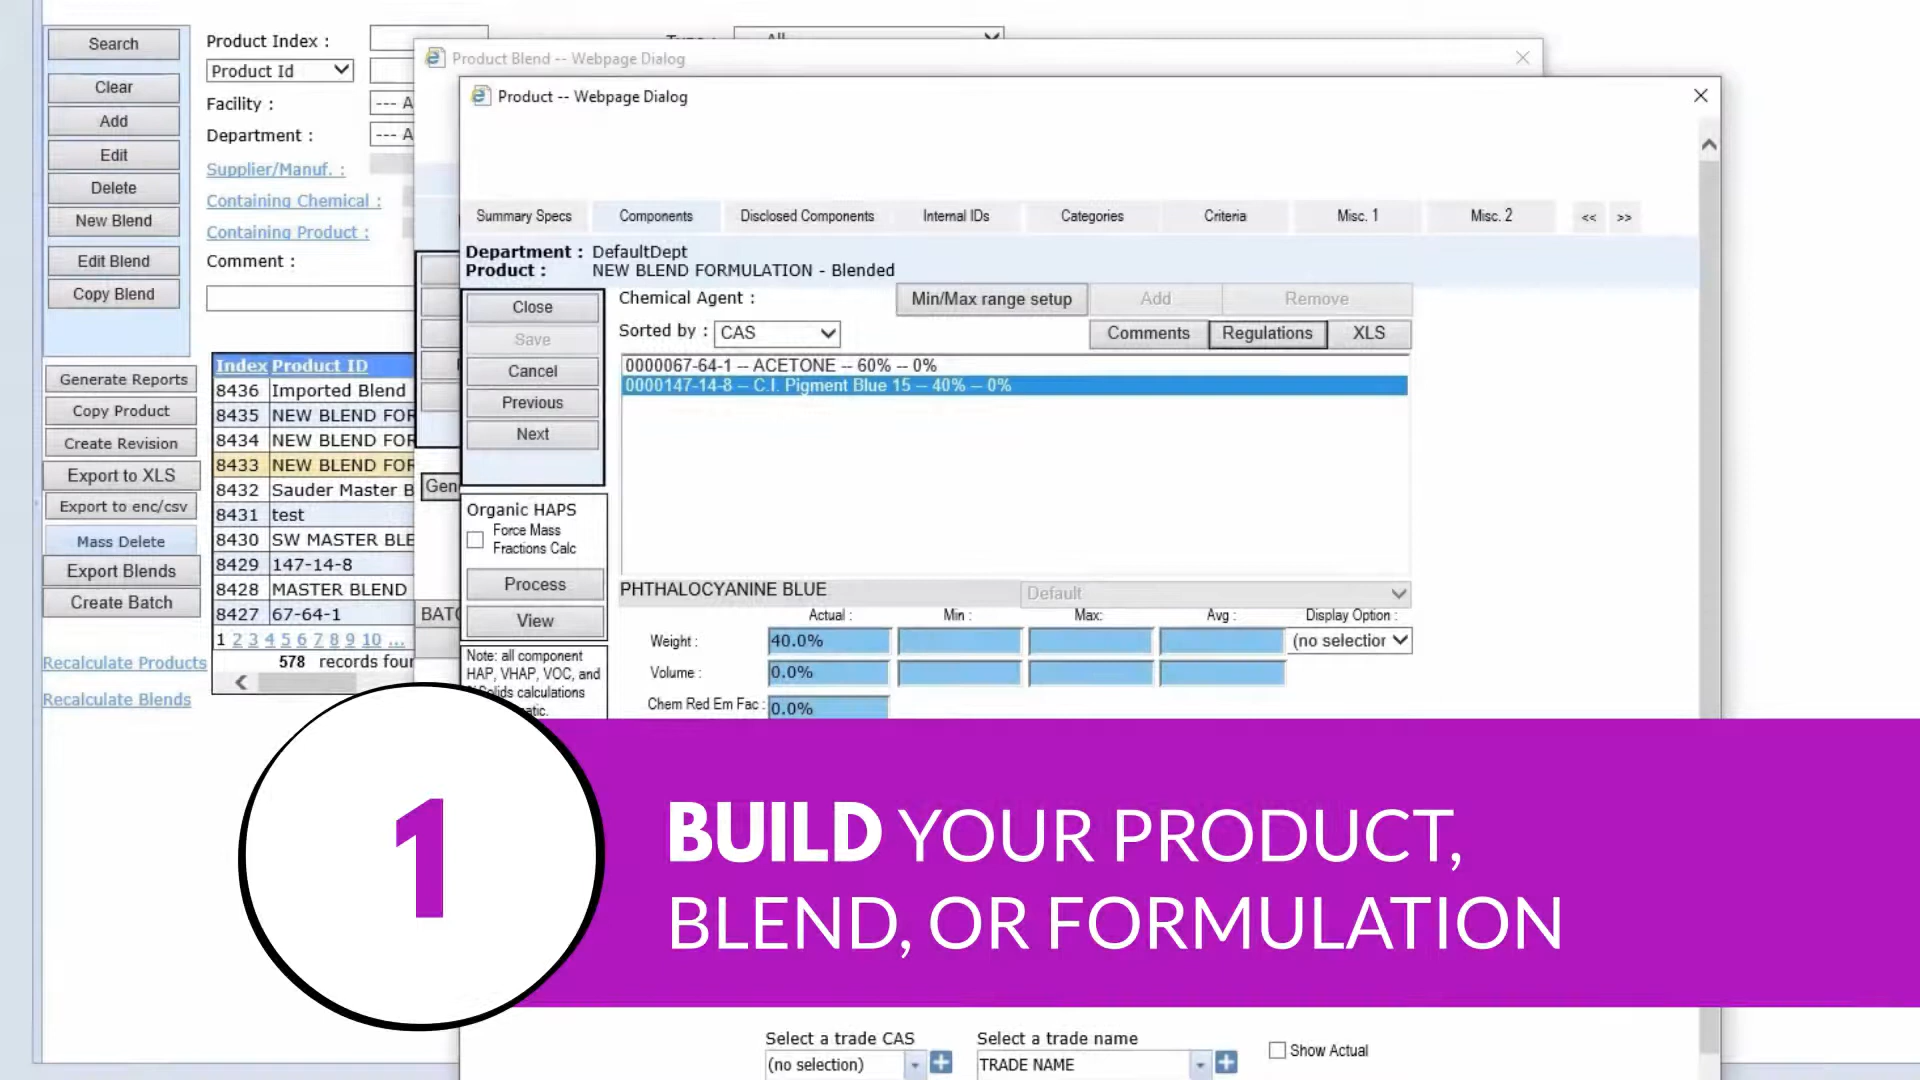 Search
Clear
Add
Edit
Delete
New Blend
Edit Blend
Copy Blend
Product Index :
Product Id
Facility :
--- A
Department :
--- A
Supplier/Manuf. :
Containing Chemical :
Containing Product :
Comment :
All
Product Blend -- Webpage Dialog
Product -- Webpage Dialog
Summary Specs
Components
Disclosed Components
Internal IDs
Categories
Criteria
Misc. 1
Misc. 2
<<
>>
Department : DefaultDept
Product : NEW BLEND FORMULATION - Blended
Close
Save
Cancel
Previous
Next
Chemical Agent :
Min/Max range setup
Add
Remove
Sorted by : CAS
Comments
Regulations
XLS
0000067-64-1 -- ACETONE -- 60% -- 0%
0000147-14-8 -- C.I. Pigment Blue 15 -- 40% -- 0%
Generate Reports
Copy Product
Create Revision
Export to XLS
Export to enc/csv
Mass Delete
Export Blends
Create Batch
Recalculate Products
Recalculate Blends
Index Product ID
8436 Imported Blend
8435 NEW BLEND FOR
8434 NEW BLEND FOR
8433 NEW BLEND FOR
8432 Sauder Master B
8431 test
8430 SW MASTER BLE
8429 147-14-8
8428 MASTER BLEND
8427 67-64-1
1 2 3 4 5 6 7 8 9 10 ...
578 records four
Gen
BATC
Organic HAPS
Force Mass
Fractions Calc
Process
View
Note: all component
HAP, VHAP, VOC, and
calculations
PHTHALOCYANINE BLUE
Default
Actual :
Min :
Max:
Avg :
Display Option :
Weight :
40.0%
(no selection
Volume :
0.0%
Chem Red Em Fac :
0.0%
1
BUILD YOUR PRODUCT,
BLEND, OR FORMULATION
Select a trade CAS
(no selection)
Select a trade name
TRADE NAME
Show Actual